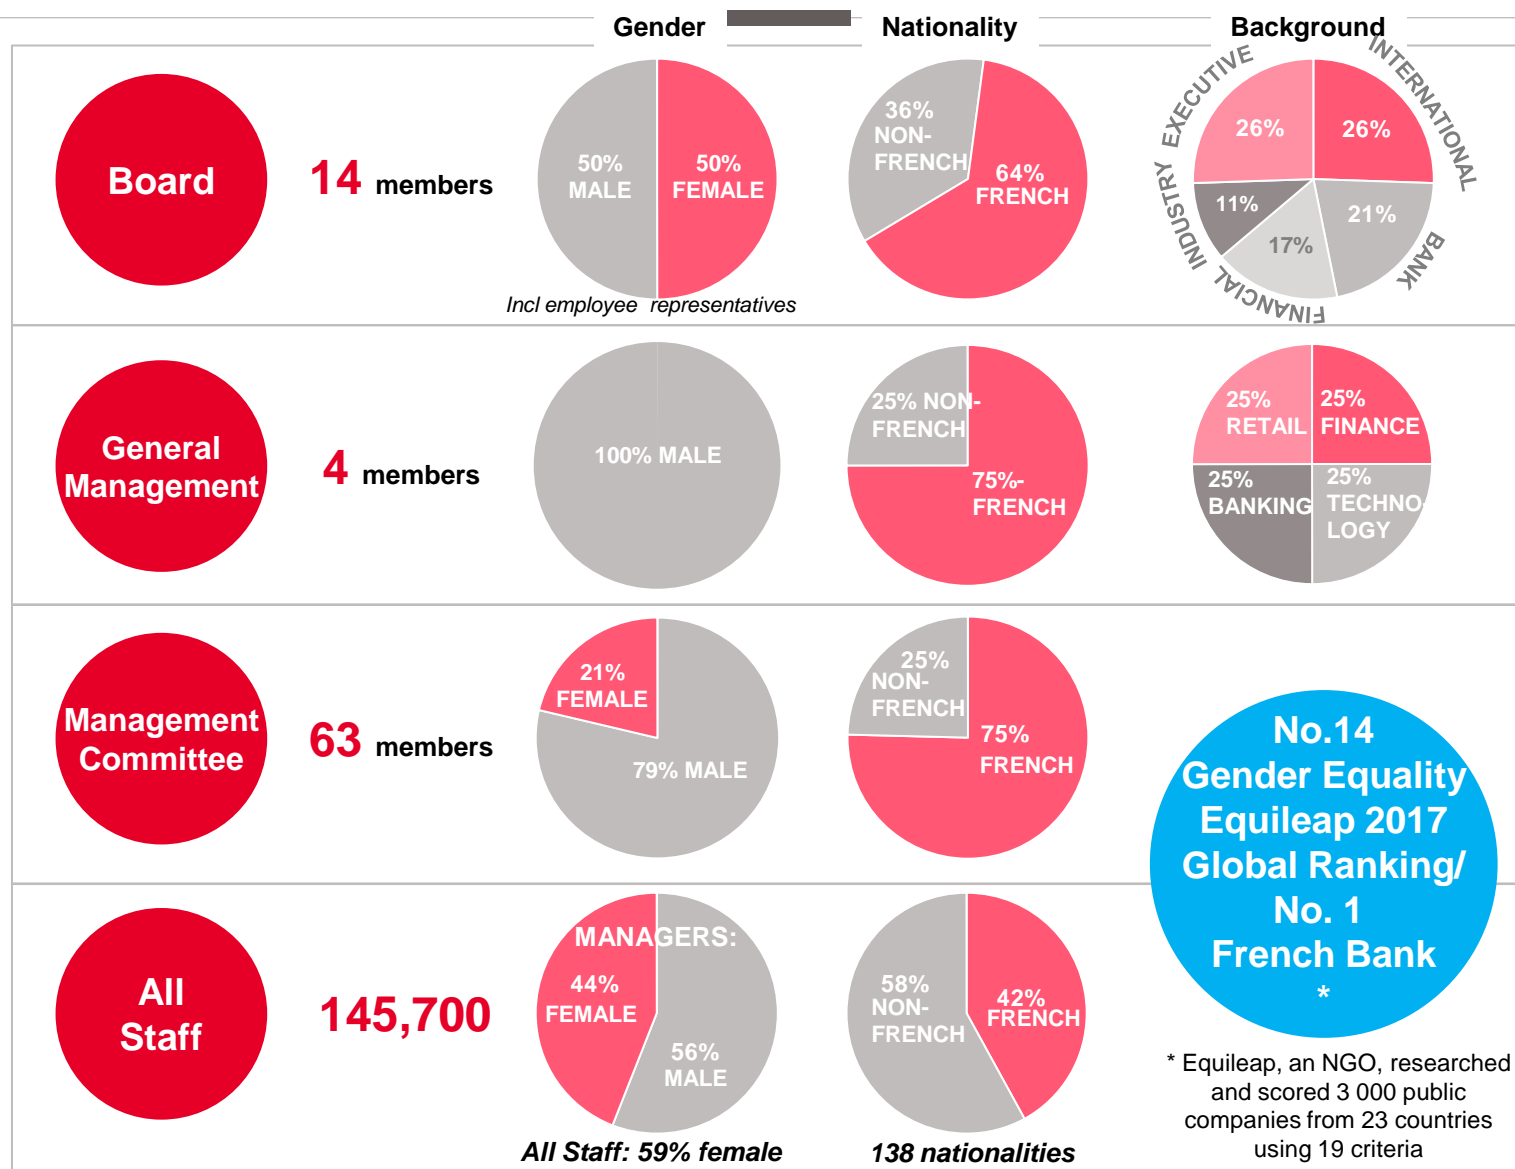 Gender
Nationality
Background
Board
14 members
50%
MALE
50%
FEMALE
Incl employee representatives
36%
NON-
FRENCH
64%
FRENCH
EXECUTIVE
INTERNATIONAL
BANK
FINANCIAL
INDUSTRY
26%
26%
21%
17%
11%
General
Management
4 members
100% MALE
25% NON-
FRENCH
75%-
FRENCH
25%
RETAIL
25%
FINANCE
25%
BANKING
25%
TECHNO-
LOGY
Management
Committee
63 members
21%
FEMALE
79% MALE
25%
NON-
FRENCH
75%
FRENCH
No.14
Gender Equality
Equileap 2017
Global Ranking/
No. 1
French Bank
*
All
Staff
145,700
MANAGERS:
44%
FEMALE
56%
MALE
All Staff: 59% female
58%
NON-
FRENCH
42%
FRENCH
138 nationalities
* Equileap, an NGO, researched
and scored 3 000 public
companies from 23 countries
using 19 criteria